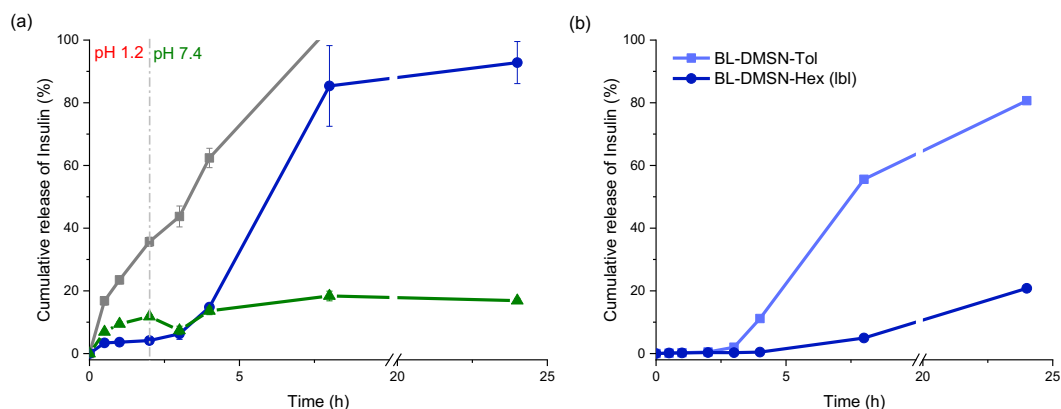 (a)
Cumulative release of Insulin (%)
100
80
60
40
20
0
pH 1.2
pH 7.4
0
5
20
25
Time (h)
(b)
Cumulative release of Insulin (%)
100
80
60
40
20
0
BL-DMSN-Tol
BL-DMSN-Hex (lbl)
0
5
20
25
Time (h)